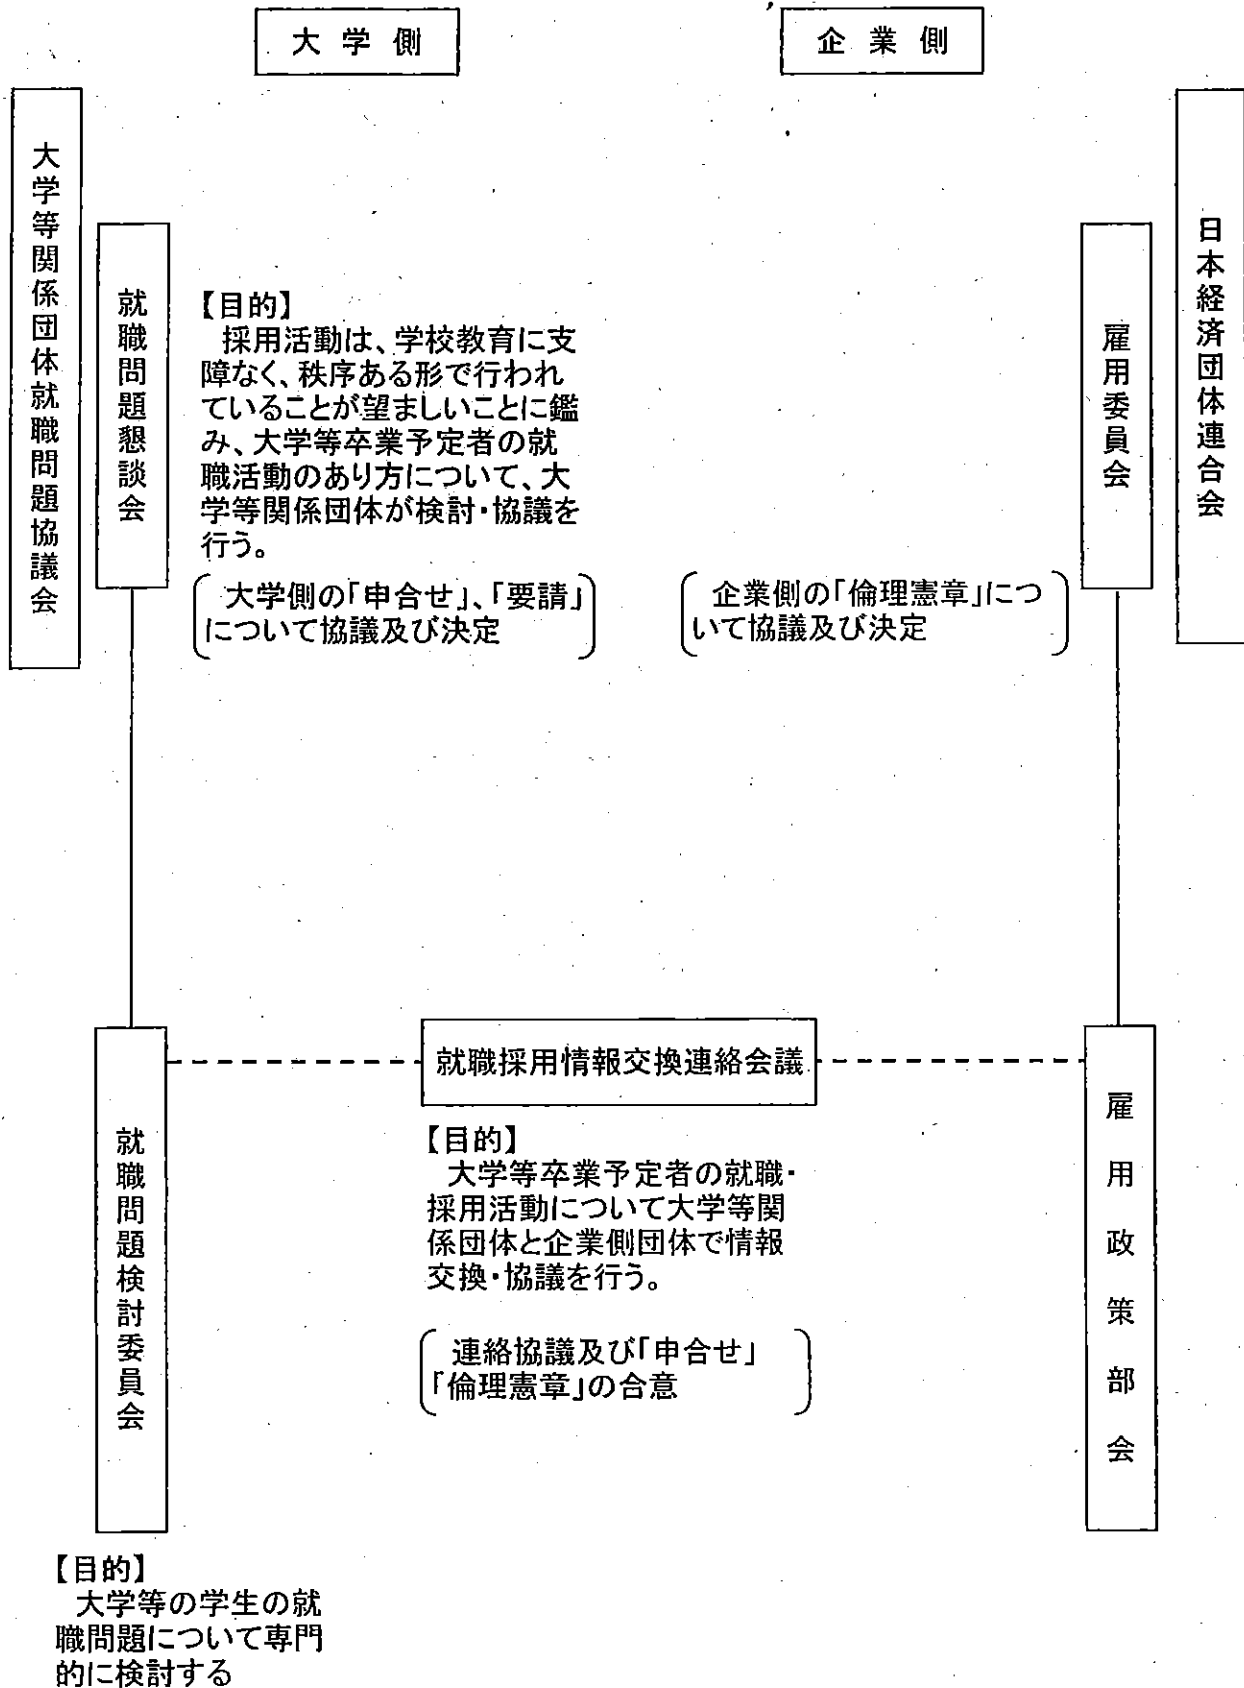 大学側
企業側
大学等関係団体就職問題協議会
就職問題懇談会
【目的】
採用活動は、学校教育に支
障なく、秩序ある形で行われ
ていることが望ましいことに鑑
み、大学等卒業予定者の就
職活動のあり方について、大
学等関係団体が検討・協議を
行う。
大学側の「申合せ」、「要請」
について協議及び決定
企業側の「倫理憲章」につ
いて協議及び決定
雇用委員会
日本経済団体連合会
就職採用情報交換連絡会議
【目的】
大学等卒業予定者の就職・
採用活動について大学等関
係団体と企業側団体で情報
交換・協議を行う。
連絡協議及び「申合せ」
「倫理憲章」の合意
就職問題検討委員会
雇用政策部会
【目的】
大学等の学生の就
職問題について専門
的に検討する